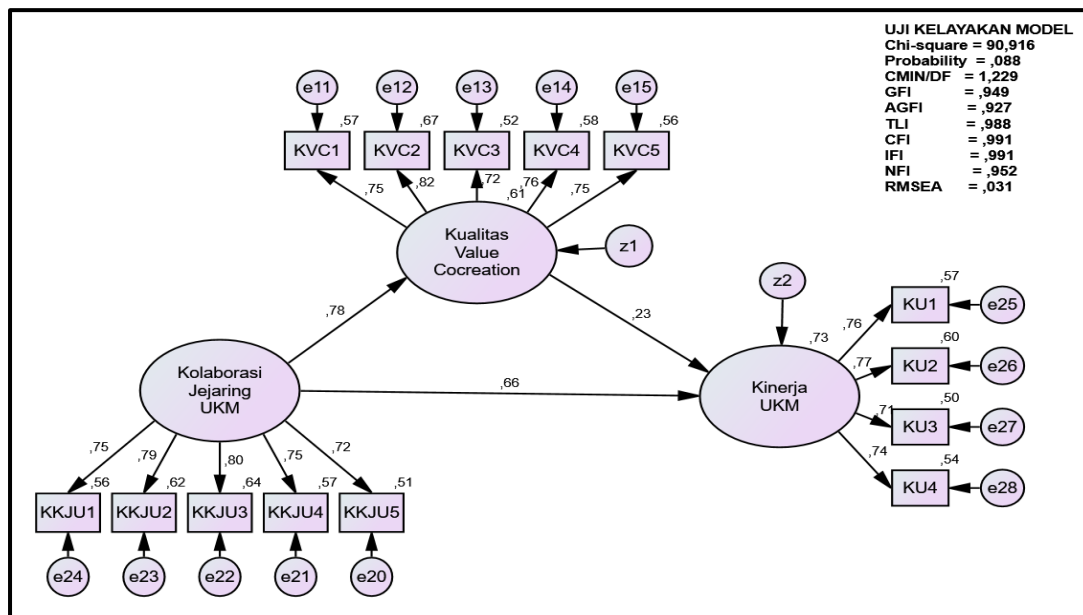 UJI KELAYAKAN MODEL
Chi-square = 90,916
Probability = ,088
CMIN/DF = 1,229
GFI = ,949
AGFI = ,927
TLI = ,988
CFI = ,991
IFI = ,991
NFI = ,952
RMSEA = ,031
e11 e12 e13 e14 e15
,57 ,67 ,52 ,58 ,56
KVC1 KVC2 KVC3 KVC4 KVC5
,75 ,82 ,72 ,76 ,75
,61
Kualitas
Value
Cocreation
z1
z2
,78
,23
,66
Kolaborasi
Jejaring
UKM
,73
Kinerja
UKM
,57
KU1 e25
,76
,60
KU2 e26
,77
,50
KU3 e27
,71
,54
KU4 e28
,74
,75 ,79 ,80 ,75 ,72
,56 ,62 ,64 ,57 ,51
KKJU1 KKJU2 KKJU3 KKJU4 KKJU5
e24 e23 e22 e21 e20